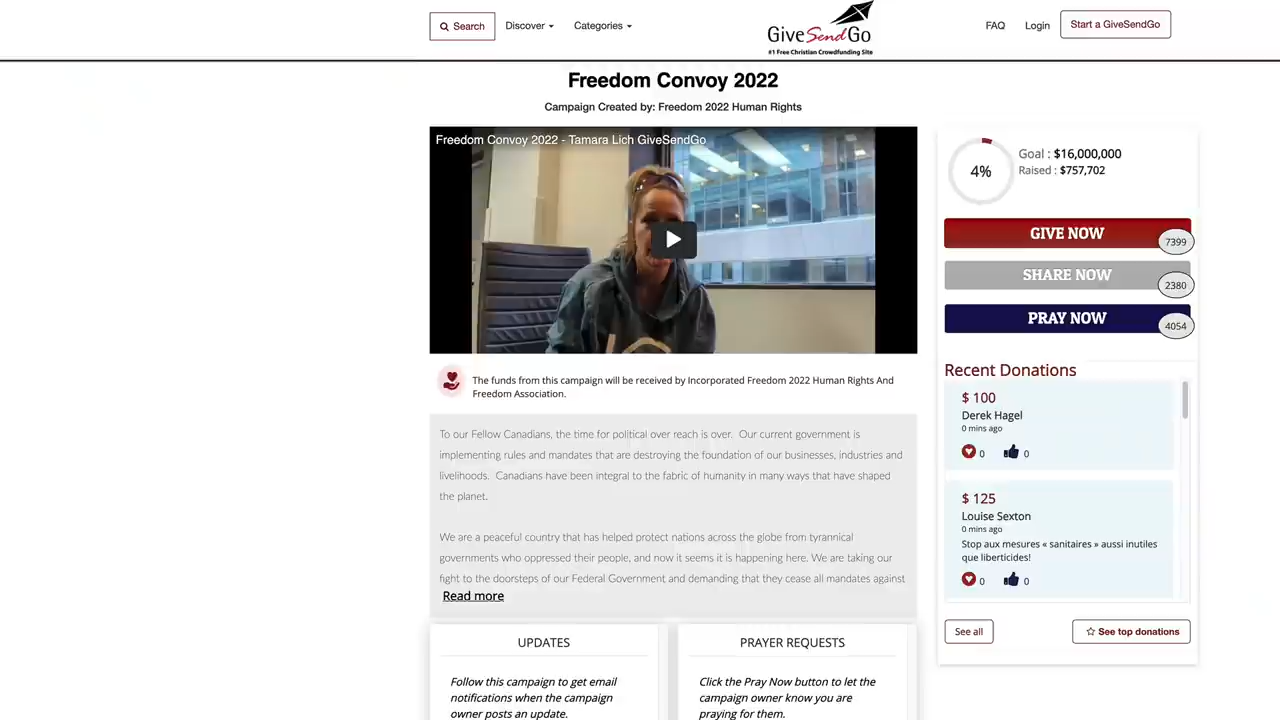 Search
Discover
Categories
GiveSendGo
#1 Free Christian Crowdfunding Site
FAQ
Login
Start a GiveSendGo
Freedom Convoy 2022
Campaign Created by: Freedom 2022 Human Rights
Freedom Convoy 2022 - Tamara Lich GiveSendGo
The funds from this campaign will be received by Incorporated Freedom 2022 Human Rights And
Freedom Association.
To our Fellow Canadians, the time for political over reach is over. Our current government is
implementing rules and mandates that are destroying the foundation of our businesses, industries and
livelihoods. Canadians have been integral to the fabric of humanity in many ways that have shaped
the planet.
We are a peaceful country that has helped protect nations across the globe from tyrannical
governments who oppressed their people, and now it seems it is happening here. We are taking our
fight to the doorsteps of our Federal Government and demanding that they cease all mandates against
Read more
UPDATES
Follow this campaign to get email
notifications when the campaign
owner posts an update.
PRAYER REQUESTS
Click the Pray Now button to let the
campaign owner know you are
praying for them.
4%
Goal : $16,000,000
Raised : $757,702
GIVE NOW
7399
SHARE NOW
2380
PRAY NOW
4054
Recent Donations
$ 100
Derek Hagel
0 mins ago
0 0
$ 125
Louise Sexton
0 mins ago
Stop aux mesures « sanitaires » aussi inutiles
que liberticides!
0 0
See all
See top donations